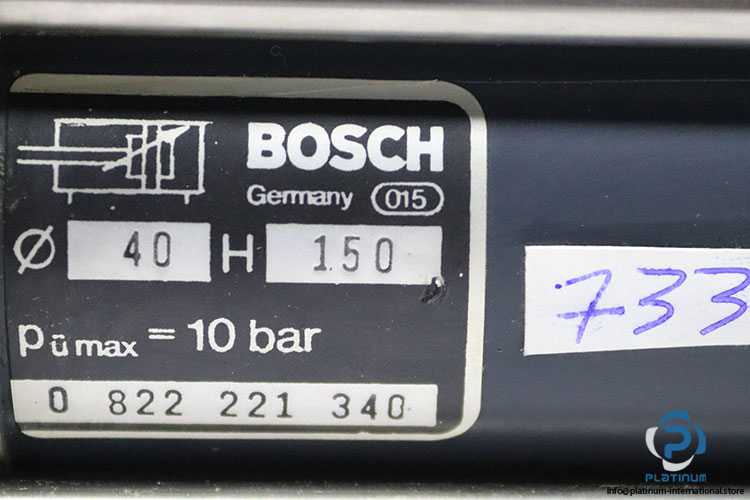 BOSCH
Germany 015
Ø 40 H 150
pü max = 10 bar
0 822 221 340
733
PLATINUM
info@platinum-international.store